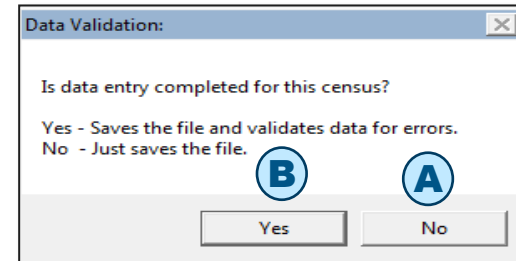 Data Validation:
Is data entry completed for this census?
Yes - Saves the file and validates data for errors.
No - Just saves the file.
B A
Yes No